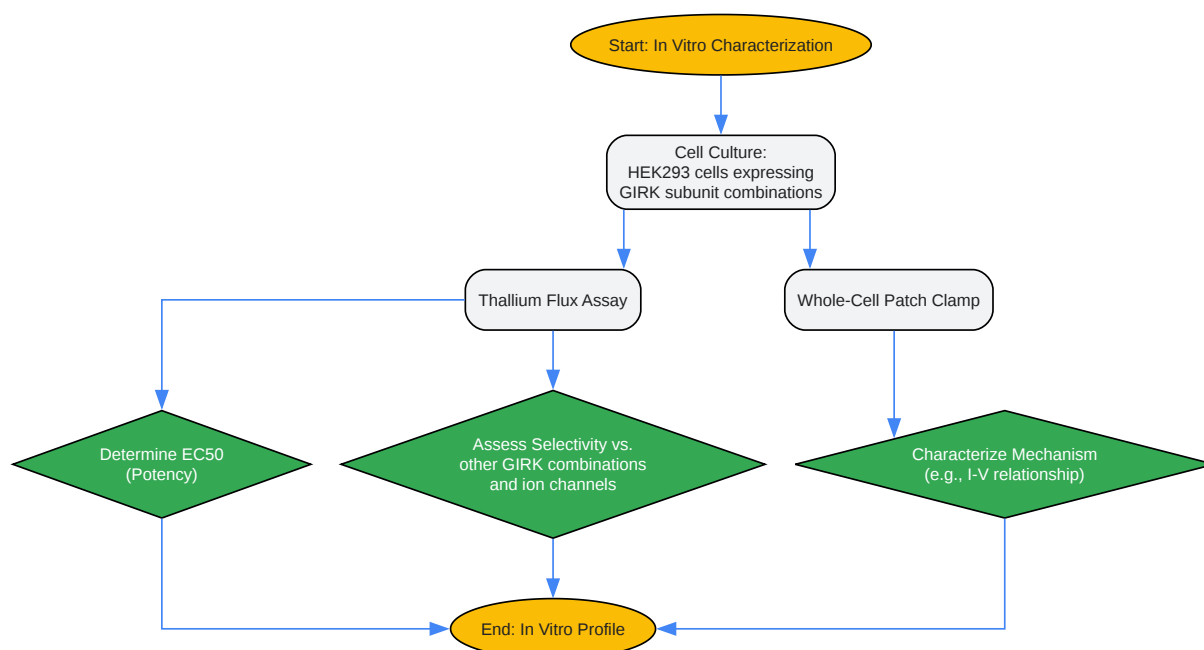 Start: In Vitro Characterization
Cell Culture:
HEK293 cells expressing
GIRK subunit combinations
Thallium Flux Assay
Whole-Cell Patch Clamp
Determine EC50
(Potency)
Assess Selectivity vs.
other GIRK combinations
and ion channels
Characterize Mechanism
(e.g., I-V relationship)
End: In Vitro Profile